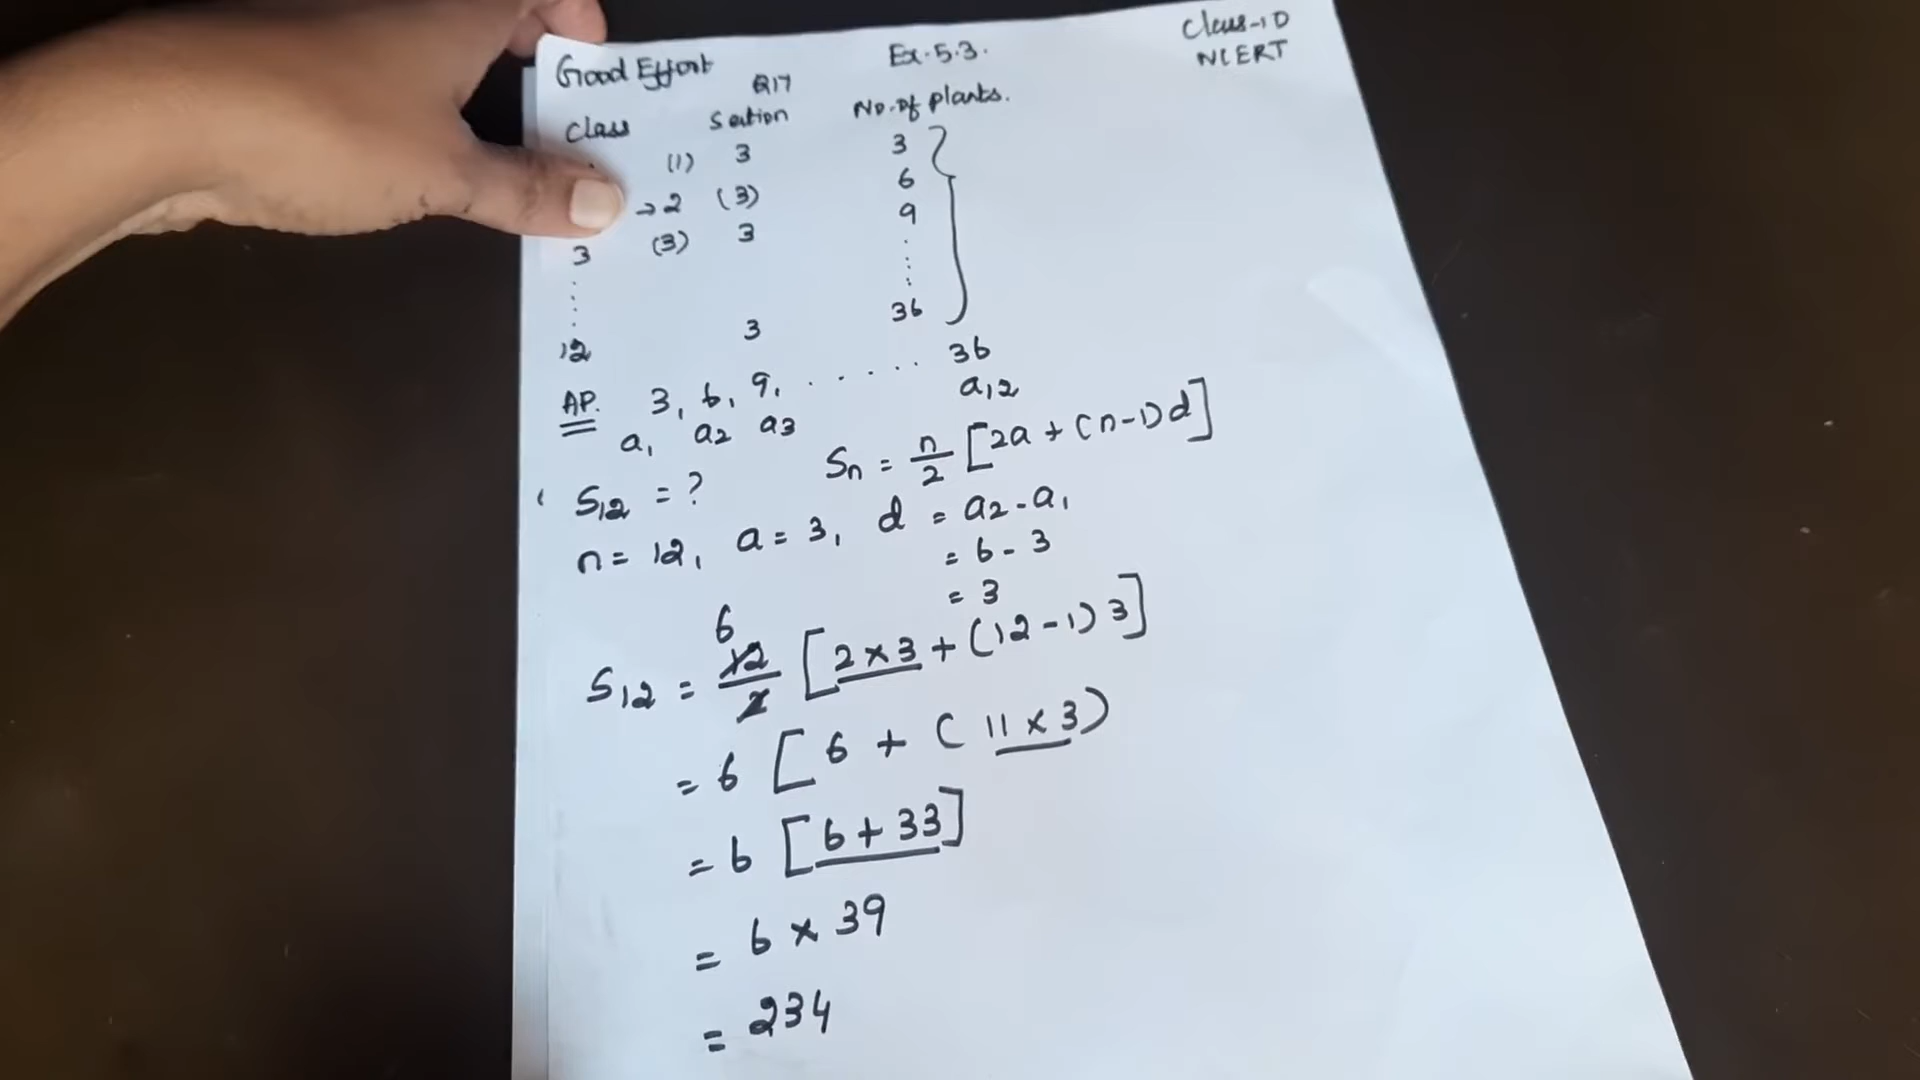 Good Effort Ex. 5.3. Class-10
Q17 NCERT
Class Section No. of plants.
(1) 3 3
→2 (3) 6
3 (3) 3 9
12 3 36
AP. 3, 6, 9, ........ 36
a1 a2 a3 a12
S12 = ? Sn = n/2 [2a + (n-1)d]
n = 12, a = 3, d = a2 - a1
= 6 - 3
= 3
6
S12 = 12/2 [2×3 + (12-1)3]
= 6 [6 + (11×3)
= 6 [6 + 33]
= 6 × 39
= 234